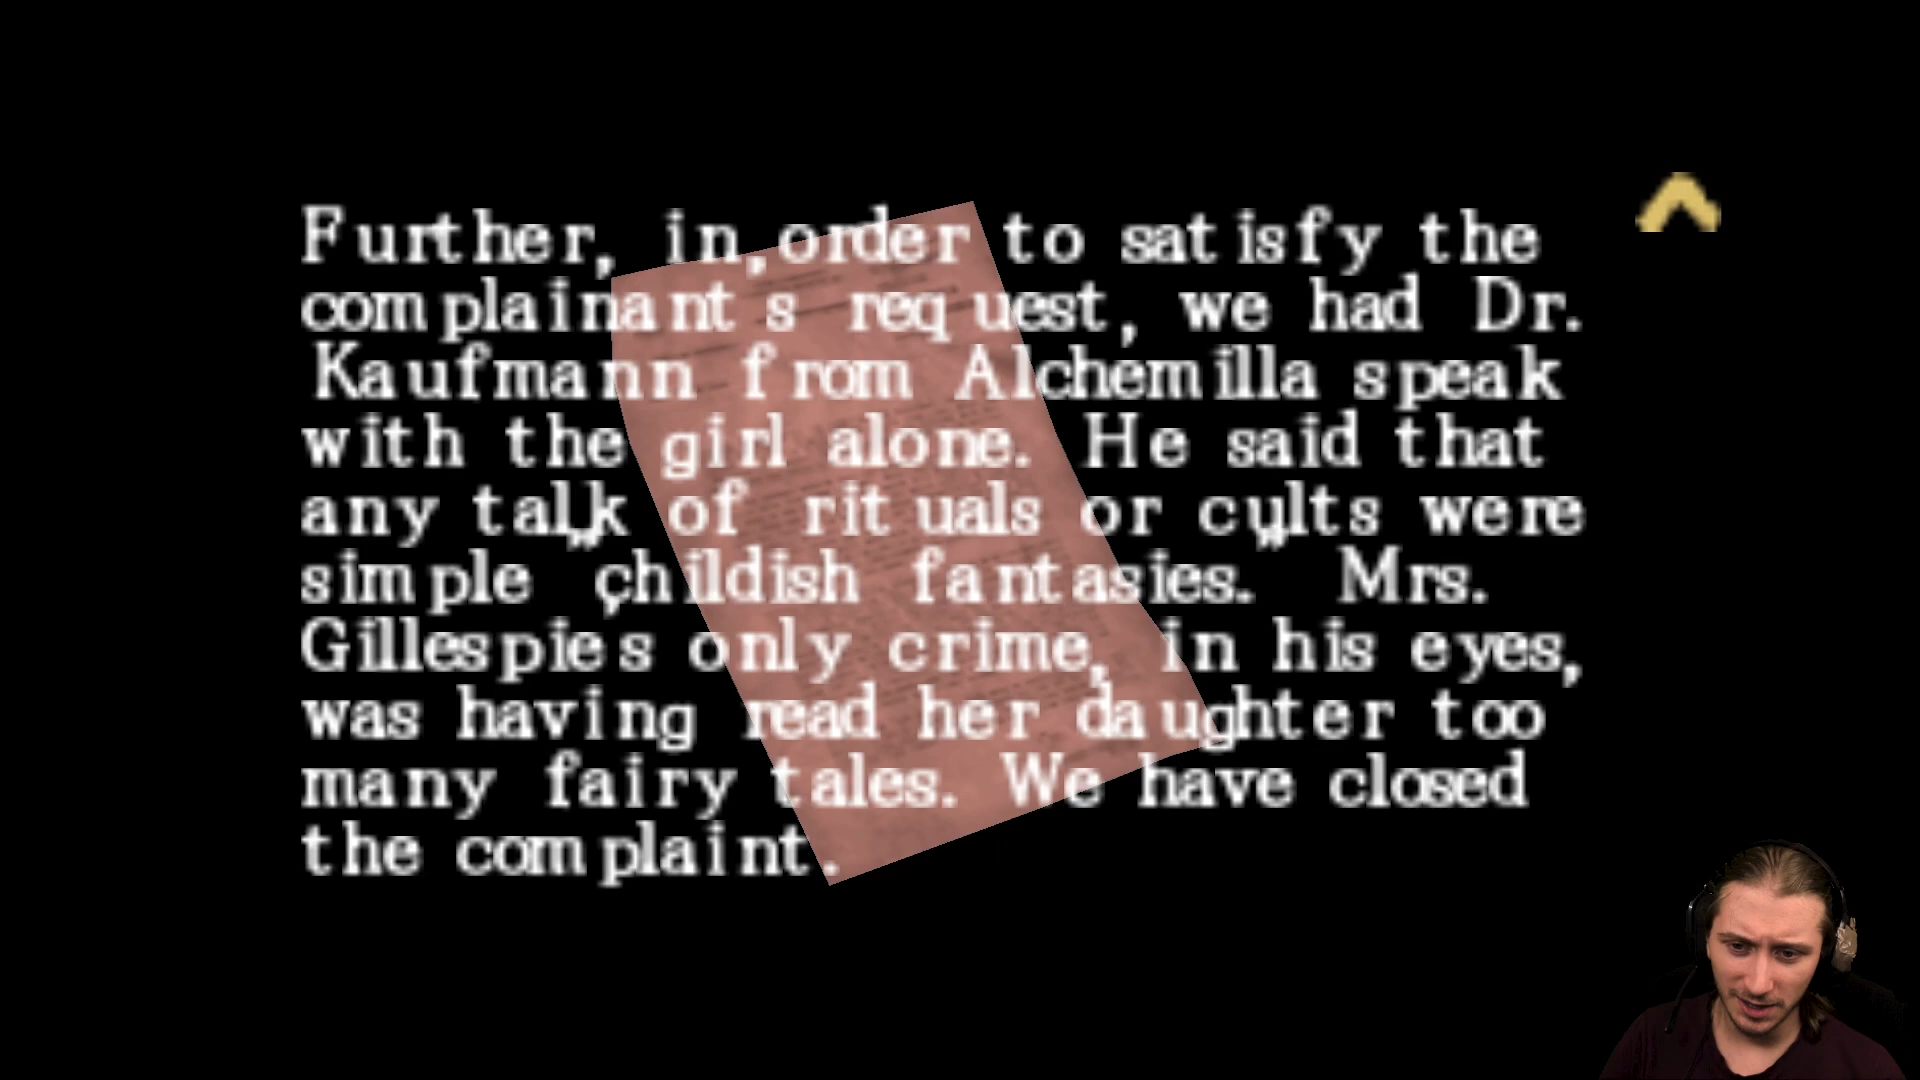 Further, in order to satisfy the
complainant's request, we had Dr.
Kaufmann from Alchemilla speak
with the girl alone. He said that
any talk of rituals or cults were
simple "childish fantasies." Mrs.
Gillespie's only crime, in his eyes,
was having read her daughter too
many fairy tales. We have closed
the complaint.